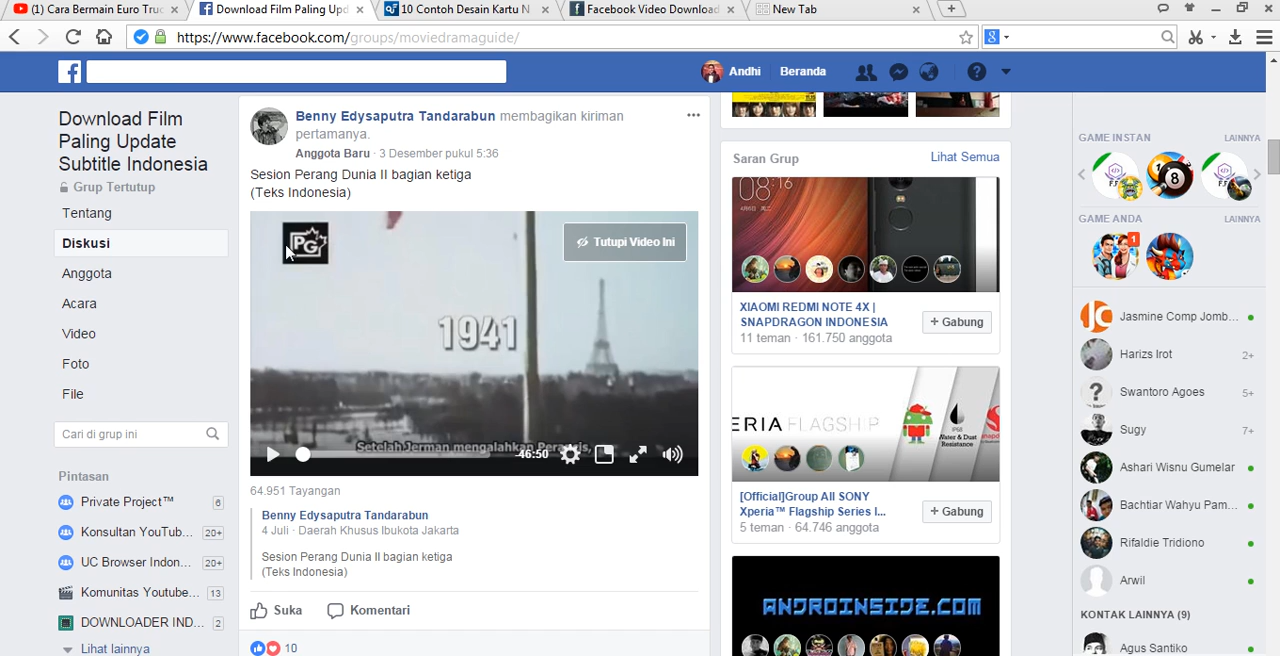 (1) Cara Bermain Euro Truc
Download Film Paling Upd
10 Contoh Desain Kartu N
Facebook Video Download
New Tab
https://www.facebook.com/groups/moviedramaguide/
Andhi
Beranda
Download Film
Paling Update
Subtitle Indonesia
Grup Tertutup
Tentang
Diskusi
Anggota
Acara
Video
Foto
File
Cari di grup ini
Pintasan
Private Project™ 6
Konsultan YouTub... 20+
UC Browser Indon... 20+
Komunitas Youtube... 13
DOWNLOADER IND... 2
Lihat lainnya
Benny Edysaputra Tandarabun membagikan kiriman
pertamanya.
Anggota Baru · 3 Desember pukul 5:36
Sesion Perang Dunia II bagian ketiga
(Teks Indonesia)
PG
Tutupi Video Ini
1941
Setelah Jerman mengalahkan Perancis,
-46:50
64.951 Tayangan
Benny Edysaputra Tandarabun
4 Juli · Daerah Khusus Ibukota Jakarta
Sesion Perang Dunia II bagian ketiga
(Teks Indonesia)
Suka
Komentari
10
Saran Grup
Lihat Semua
08:16
XIAOMI REDMI NOTE 4X |
SNAPDRAGON INDONESIA
11 teman · 161.750 anggota
+ Gabung
ERIA FLAGSHIP
Water & Dust
Resistance
[Official]Group All SONY
Xperia™ Flagship Series I...
5 teman · 64.746 anggota
+ Gabung
ANDROINSIDE.COM
GAME INSTAN
LAINNYA
8
GAME ANDA
LAINNYA
1
Jasmine Comp Jomb...
Harizs Irot 2+
Swantoro Agoes 5+
Sugy 7+
Ashari Wisnu Gumelar
Bachtiar Wahyu Pam...
Rifaldie Tridiono
Arwil
KONTAK LAINNYA (9)
Agus Santiko